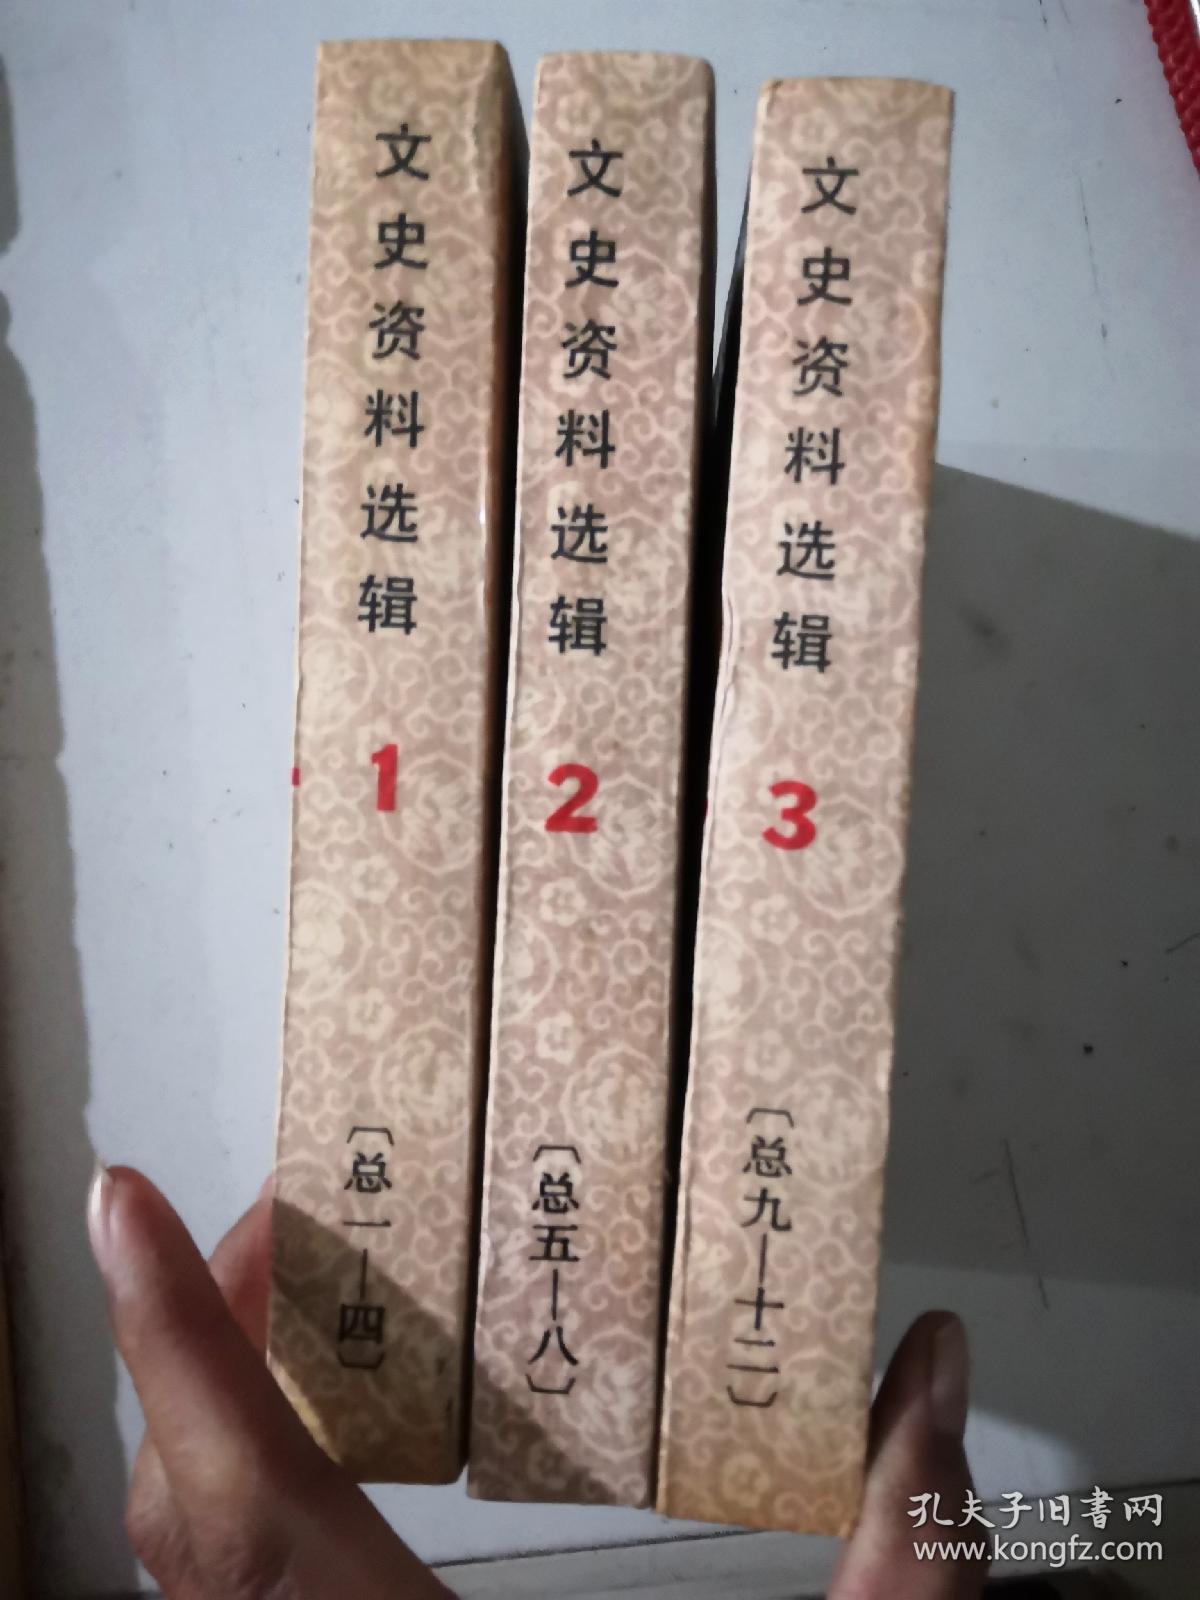 文史资料选辑
1
〔总一—四〕
文史资料选辑
2
〔总五—八〕
文史资料选辑
3
〔总九—十二〕
孔夫子旧書网
www.kongfz.com